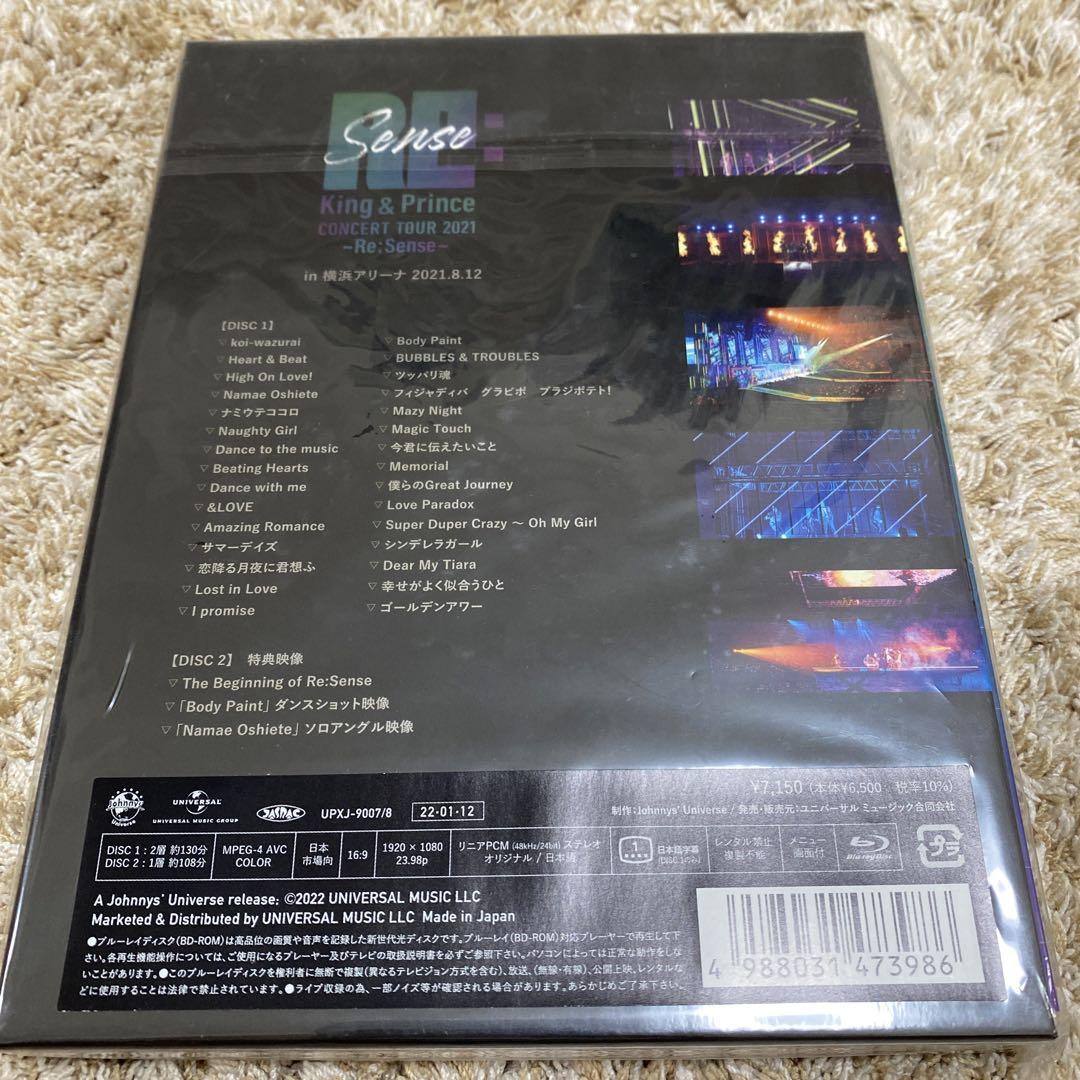 RE:
Sense
King & Prince
CONCERT TOUR 2021
~Re:Sense~
in 横浜アリーナ 2021.8.12
【DISC 1】
▽ koi-wazurai
▽ Heart & Beat
▽ High On Love!
▽ Namae Oshiete
▽ ナミウテココロ
▽ Naughty Girl
▽ Dance to the music
▽ Beating Hearts
▽ Dance with me
▽ &LOVE
▽ Amazing Romance
▽ サマーデイズ
▽ 恋降る月夜に君想ふ
▽ Lost in Love
▽ I promise
▽ Body Paint
▽ BUBBLES & TROUBLES
▽ ツッパリ魂
▽ フィジャディバ グラビボ ブラジポテト!
▽ Mazy Night
▽ Magic Touch
▽ 今君に伝えたいこと
▽ Memorial
▽ 僕らのGreat Journey
▽ Love Paradox
▽ Super Duper Crazy ～ Oh My Girl
▽ シンデレラガール
▽ Dear My Tiara
▽ 幸せがよく似合うひと
▽ ゴールデンアワー
【DISC 2】 特典映像
▽ The Beginning of Re:Sense
▽ 「Body Paint」ダンスショット映像
▽ 「Namae Oshiete」ソロアングル映像
¥7,150 (本体¥6,500 税率10%)
Johnnys' Universe
UNIVERSAL
UNIVERSAL MUSIC GROUP
JASRAC
UPXJ-9007/8
22·01·12
制作:Johnnys' Universe / 発売・販売元:ユニバーサル ミュージック合同会社
DISC 1 : 2層 約130分
DISC 2 : 1層 約108分
MPEG-4 AVC
COLOR
日本
市場向
16:9
1920 × 1080
23.98p
リニアPCM (48kHz/24bit) ステレオ
オリジナル / 日本語
1
日本語字幕
(DISC 1のみ)
レンタル禁止
複製不能
メニュー
画面付
Blu-ray Disc
プラ
A Johnnys' Universe release: ©2022 UNIVERSAL MUSIC LLC
Marketed & Distributed by UNIVERSAL MUSIC LLC Made in Japan
●ブルーレイディスク(BD-ROM)は高品位の画質や音声を記録した新世代光ディスクです。ブルーレイ(BD-ROM)対応プレーヤーで再生して下
さい。各再生機能操作については、ご使用になるプレーヤー及びテレビの取扱説明書を必ずご参照下さい。パソコンによっては正常な動作をしな
いことがあります。●このブルーレイディスクを権利者に無断で複製(異なるテレビジョン方式を含む)、放送、(無線・有線)、公開上映、レンタルな
どに使用することは法律で禁止されています。●ライブ収録の為、一部ノイズ等が確認される場合があります。あらかじめご了承下さい。
4 988031 473986